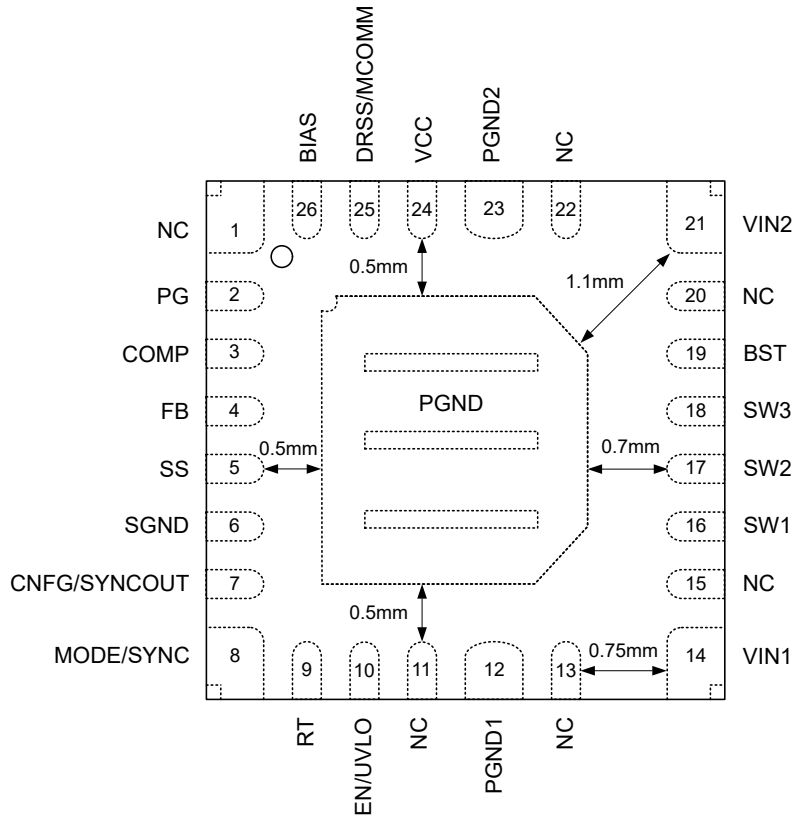 BIAS
DRSS/MCOMM
VCC
PGND2
NC
26
25
24
23
22
NC
1
21
VIN2
0.5mm
1.1mm
PG
2
20
NC
COMP
3
19
BST
FB
4
PGND
18
SW3
SS
5
0.5mm
0.7mm
17
SW2
SGND
6
16
SW1
CNFG/SYNCOUT
7
15
NC
0.5mm
0.75mm
MODE/SYNC
8
14
VIN1
9
10
11
12
13
RT
EN/UVLO
NC
PGND1
NC